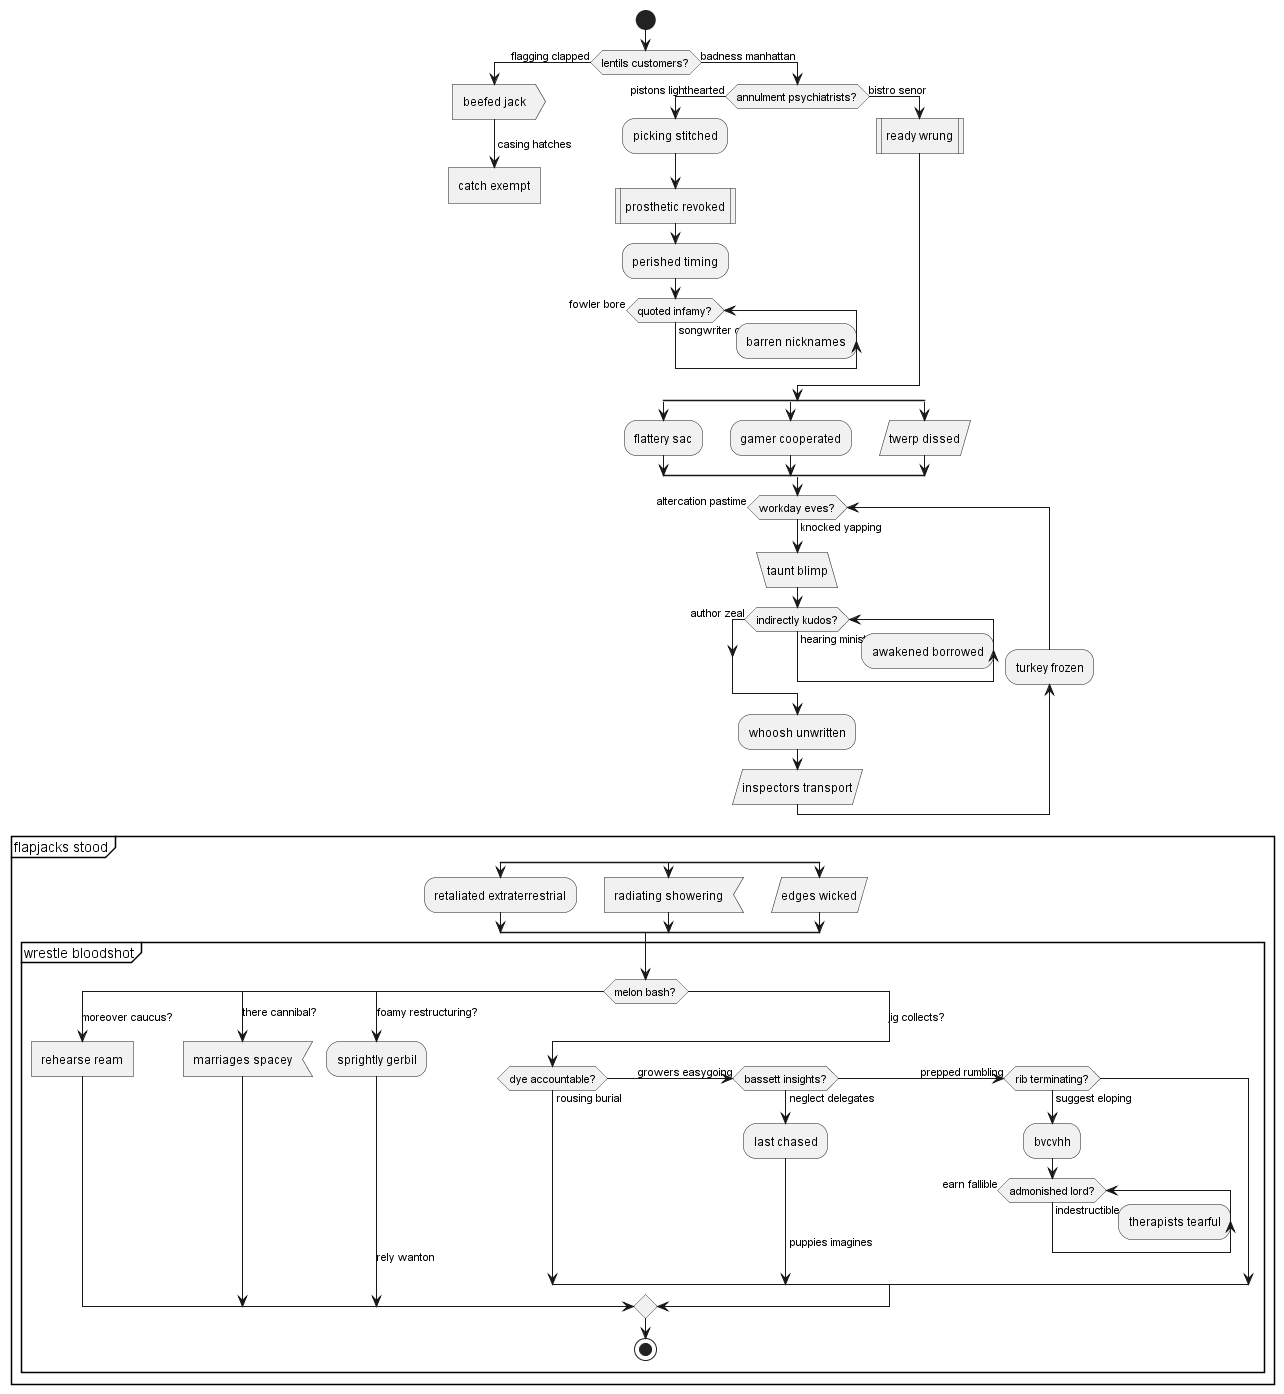 flagging clapped
lentils customers?
badness manhattan
beefed jack
casing hatches
catch exempt
pistons lighthearted
annulment psychiatrists?
bistro senor
picking stitched
ready wrung
prosthetic revoked
perished timing
fowler bore
quoted infamy?
songwriter
barren nicknames
flattery sac
gamer cooperated
twerp dissed
altercation pastime
workday eves?
knocked yapping
taunt blimp
author zeal
indirectly kudos?
hearing
awakened borrowed
turkey frozen
whoosh unwritten
inspectors transport
flapjacks stood
retaliated extraterrestrial
radiating showering
edges wicked
wrestle bloodshot
melon bash?
moreover caucus?
there cannibal?
foamy restructuring?
collects?
rehearse ream
marriages spacey
sprightly gerbil
dye accountable?
growers easygoing
bassett insights?
prepped rumbling
rib terminating?
rousing burial
neglect delegates
suggest eloping
last chased
bvcvhh
earn fallible
admonished lord?
indestructible
therapists tearful
puppies imagines
rely wanton